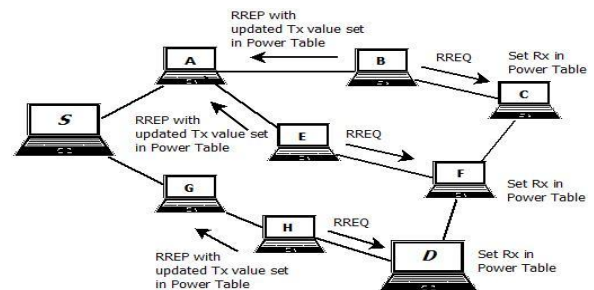 RREP with
updated Tx value set
in Power Table
A
B
RREQ
Set Rx in
Power Table
C
S
RREP with
updated Tx value set
in Power Table
E
RREQ
F
Set Rx in
Power Table
G
H
RREQ
D
Set Rx in
Power Table
RREP with
updated Tx value set
in Power Table